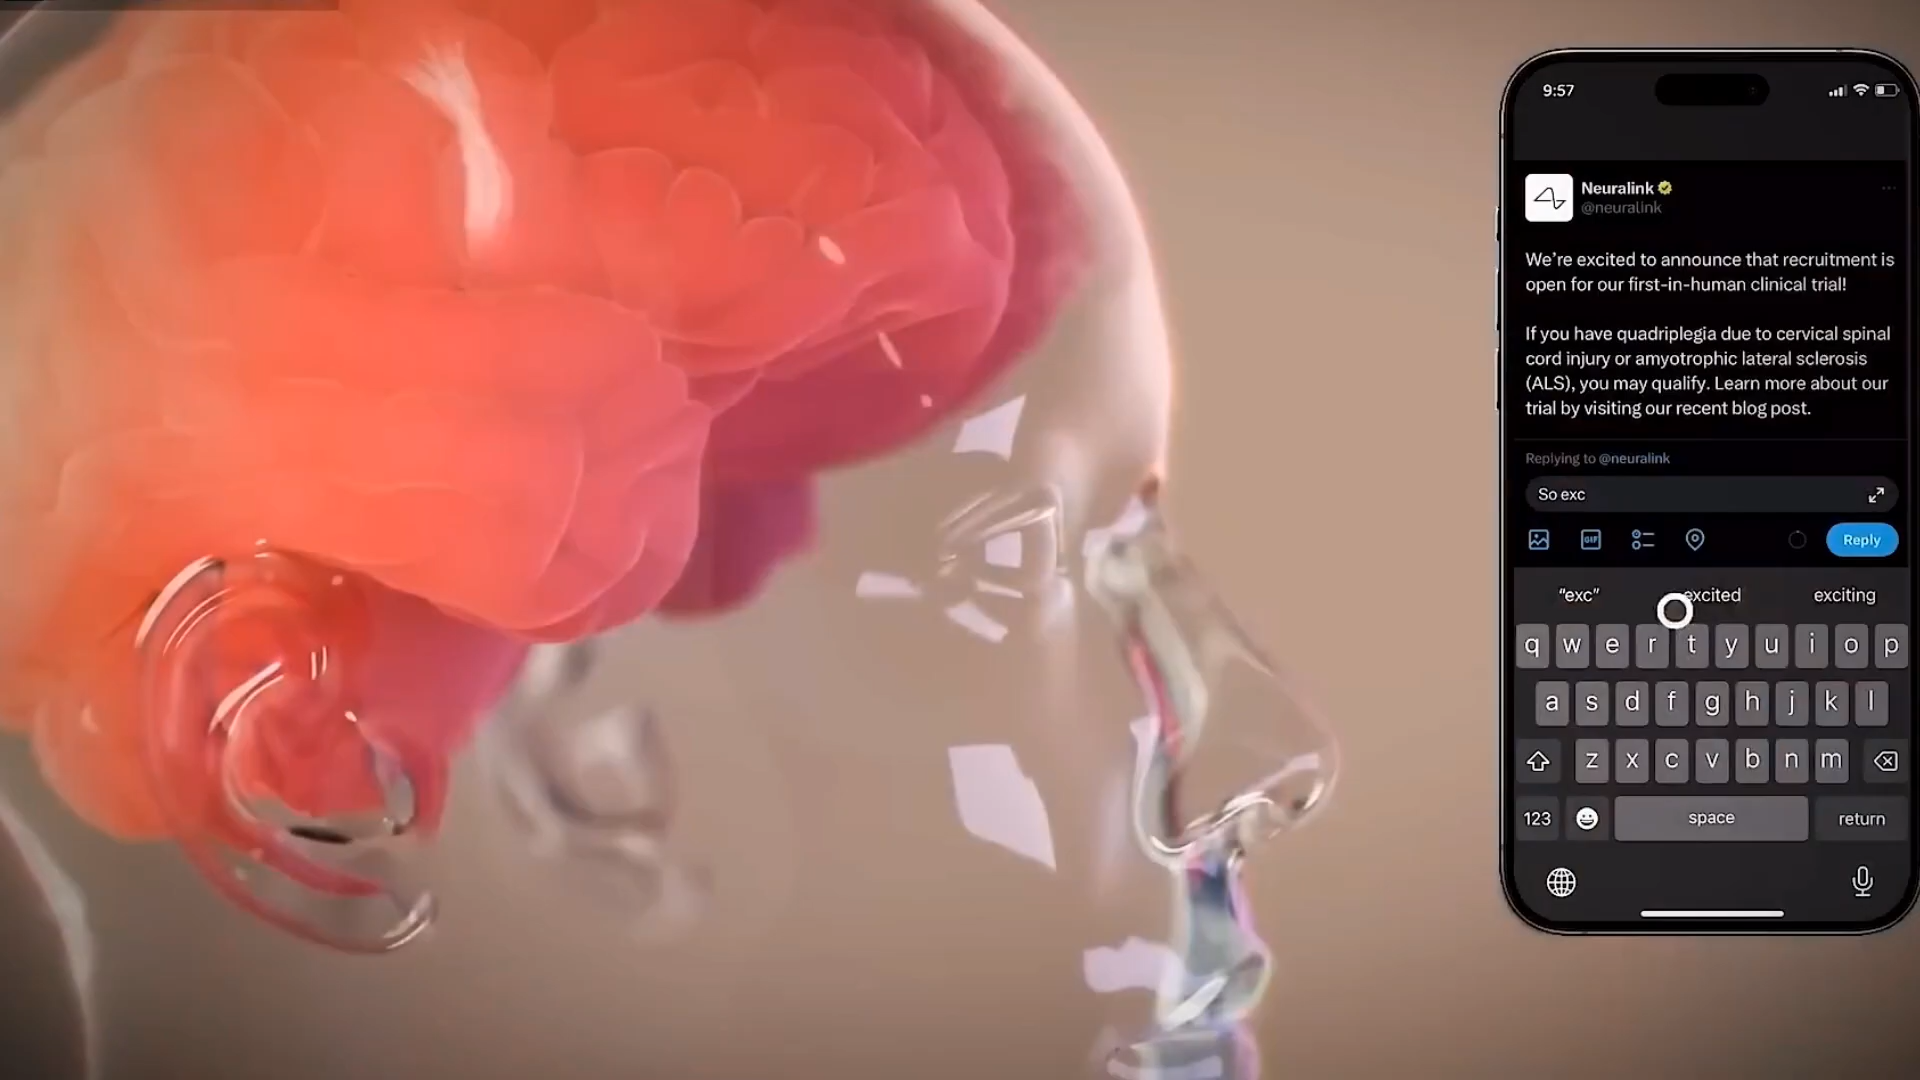 9:57
Neuralink
@neuralink
We’re excited to announce that recruitment is
open for our first-in-human clinical trial!
If you have quadriplegia due to cervical spinal
cord injury or amyotrophic lateral sclerosis
(ALS), you may qualify. Learn more about our
trial by visiting our recent blog post.
Replying to @neuralink
So exc
GIF
Reply
“exc” excited exciting
q w e r t y u i o p
a s d f g h j k l
z x c v b n m
123 space return